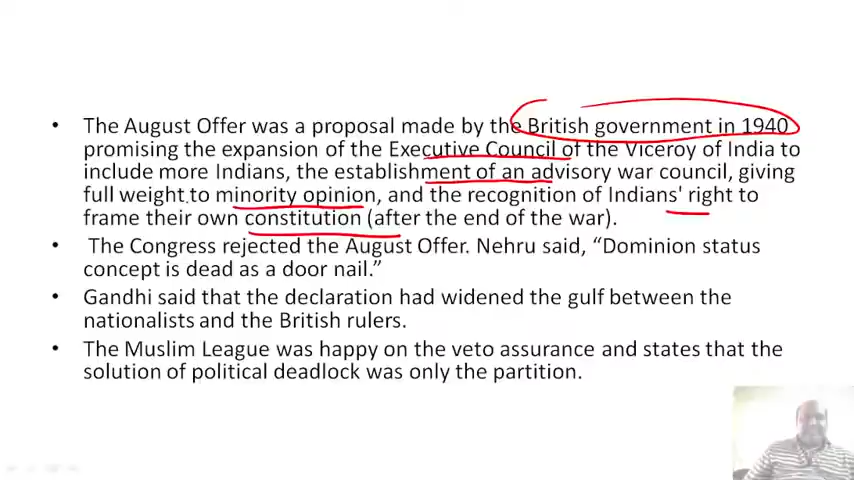 • The August Offer was a proposal made by the British government in 1940
promising the expansion of the Executive Council of the Viceroy of India to
include more Indians, the establishment of an advisory war council, giving
full weight to minority opinion, and the recognition of Indians' right to
frame their own constitution (after the end of the war).
• The Congress rejected the August Offer. Nehru said, “Dominion status
concept is dead as a door nail.”
• Gandhi said that the declaration had widened the gulf between the
nationalists and the British rulers.
• The Muslim League was happy on the veto assurance and states that the
solution of political deadlock was only the partition.